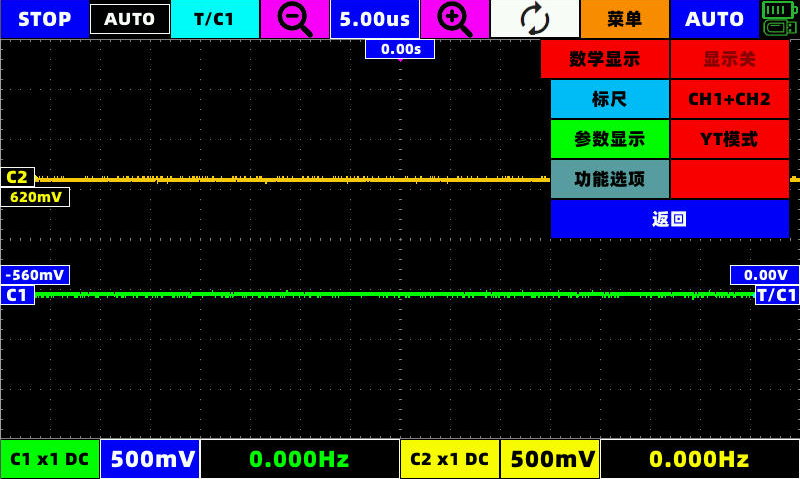 STOP AUTO T/C1 5.00us 菜单 AUTO
0.00s
数学显示 显示关
标尺 CH1+CH2
参数显示 YT模式
C2 功能选项
620mV
返回
-560mV 0.00V
C1 T/C1
C1 x1 DC 500mV 0.000Hz C2 x1 DC 500mV 0.000Hz